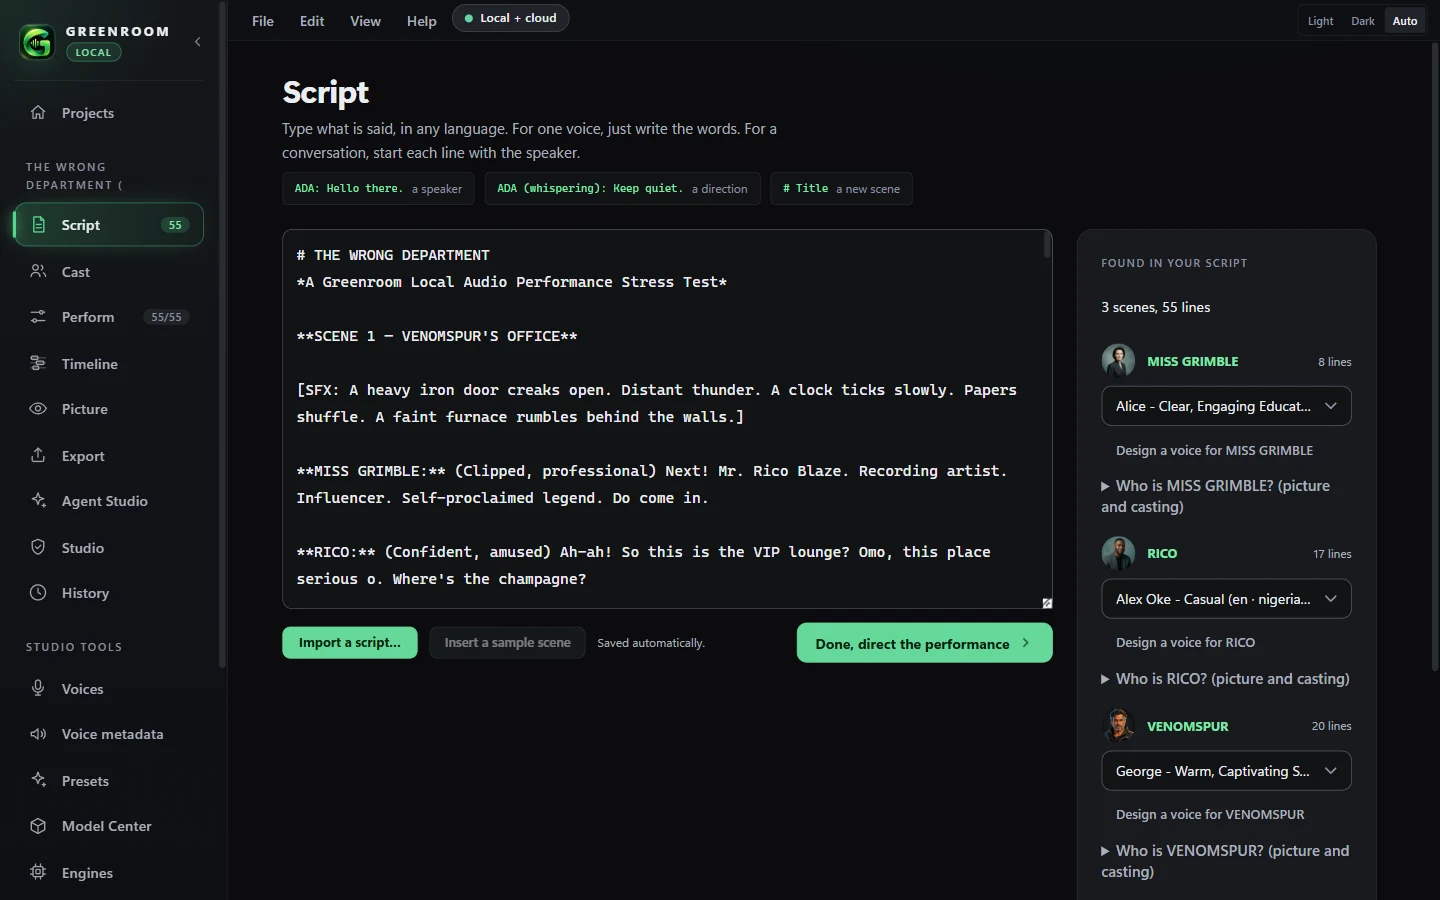 GREENROOM
LOCAL
File Edit View Help Local + cloud
Light Dark Auto
Projects
THE WRONG
DEPARTMENT (
Script 55
Cast
Perform 55/55
Timeline
Picture
Export
Agent Studio
Studio
History
STUDIO TOOLS
Voices
Voice metadata
Presets
Model Center
Engines
Script
Type what is said, in any language. For one voice, just write the words. For a
conversation, start each line with the speaker.
ADA: Hello there. a speaker
ADA (whispering): Keep quiet. a direction
# Title a new scene
# THE WRONG DEPARTMENT
*A Greenroom Local Audio Performance Stress Test*
**SCENE 1 — VENOMSPUR'S OFFICE**
[SFX: A heavy iron door creaks open. Distant thunder. A clock ticks slowly. Papers
shuffle. A faint furnace rumbles behind the walls.]
**MISS GRIMBLE:** (Clipped, professional) Next! Mr. Rico Blaze. Recording artist.
Influencer. Self-proclaimed legend. Do come in.
**RICO:** (Confident, amused) Ah-ah! So this is the VIP lounge? Omo, this place
serious o. Where's the champagne?
Import a script...
Insert a sample scene
Saved automatically.
Done, direct the performance
FOUND IN YOUR SCRIPT
3 scenes, 55 lines
MISS GRIMBLE 8 lines
Alice - Clear, Engaging Educat...
Design a voice for MISS GRIMBLE
Who is MISS GRIMBLE? (picture
and casting)
RICO 17 lines
Alex Oke - Casual (en · nigeria...
Design a voice for RICO
Who is RICO? (picture and casting)
VENOMSPUR 20 lines
George - Warm, Captivating S...
Design a voice for VENOMSPUR
Who is VENOMSPUR? (picture and
casting)